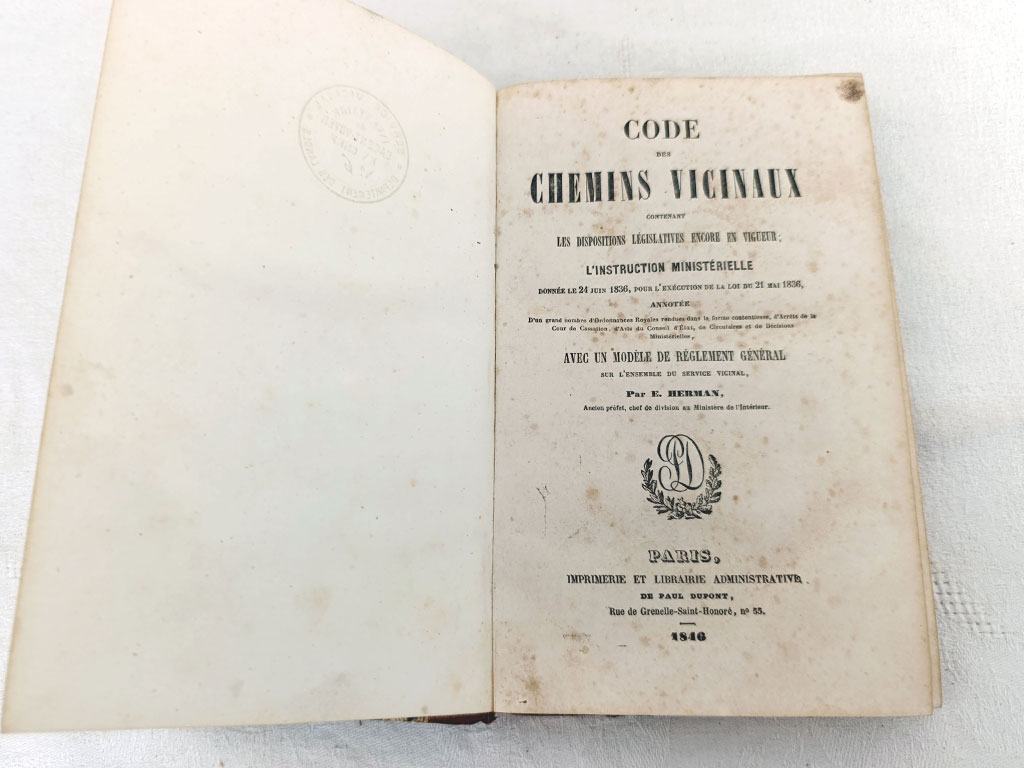 CODE
DES
CHEMINS VICINAUX
CONTENANT
LES DISPOSITIONS LÉGISLATIVES ENCORE EN VIGUEUR;
L'INSTRUCTION MINISTÉRIELLE
DONNÉE LE 24 JUIN 1836, POUR L'EXÉCUTION DE LA LOI DU 21 MAI 1836,
ANNOTÉE
D'un grand nombre d'Ordonnances Royales rendues dans la forme contentieuse, d'Arrêts de la
Cour de Cassation, d'Avis du Conseil d'État, de Circulaires et de Décisions
Ministérielles,
AVEC UN MODÈLE DE RÈGLEMENT GÉNÉRAL
SUR L'ENSEMBLE DU SERVICE VICINAL,
Par E. HERMAN,
Ancien préfet, chef de division au Ministère de l'Intérieur.
PD
PARIS,
IMPRIMERIE ET LIBRAIRIE ADMINISTRATIVE
DE PAUL DUPONT,
Rue de Grenelle-Saint-Honoré, nº 55.
1846